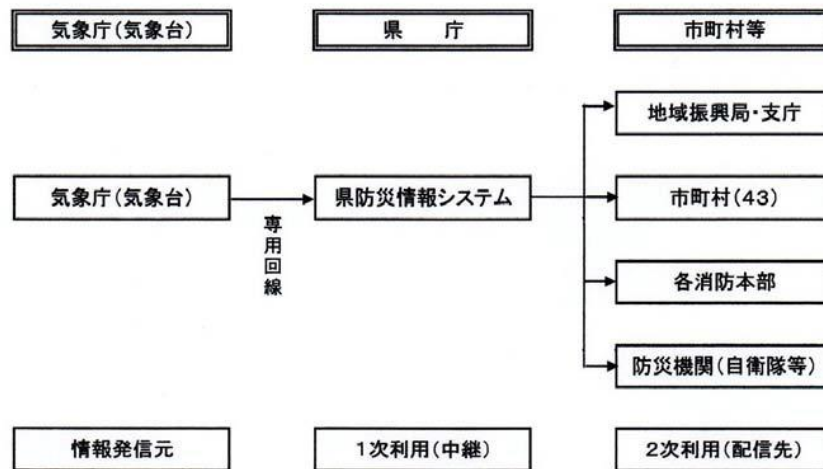 気象庁(気象台)
県　庁
市町村等
地域振興局・支庁
気象庁(気象台)
県防災情報システム
市町村(43)
専用回線
各消防本部
防災機関(自衛隊等)
情報発信元
1次利用(中継)
2次利用(配信先)